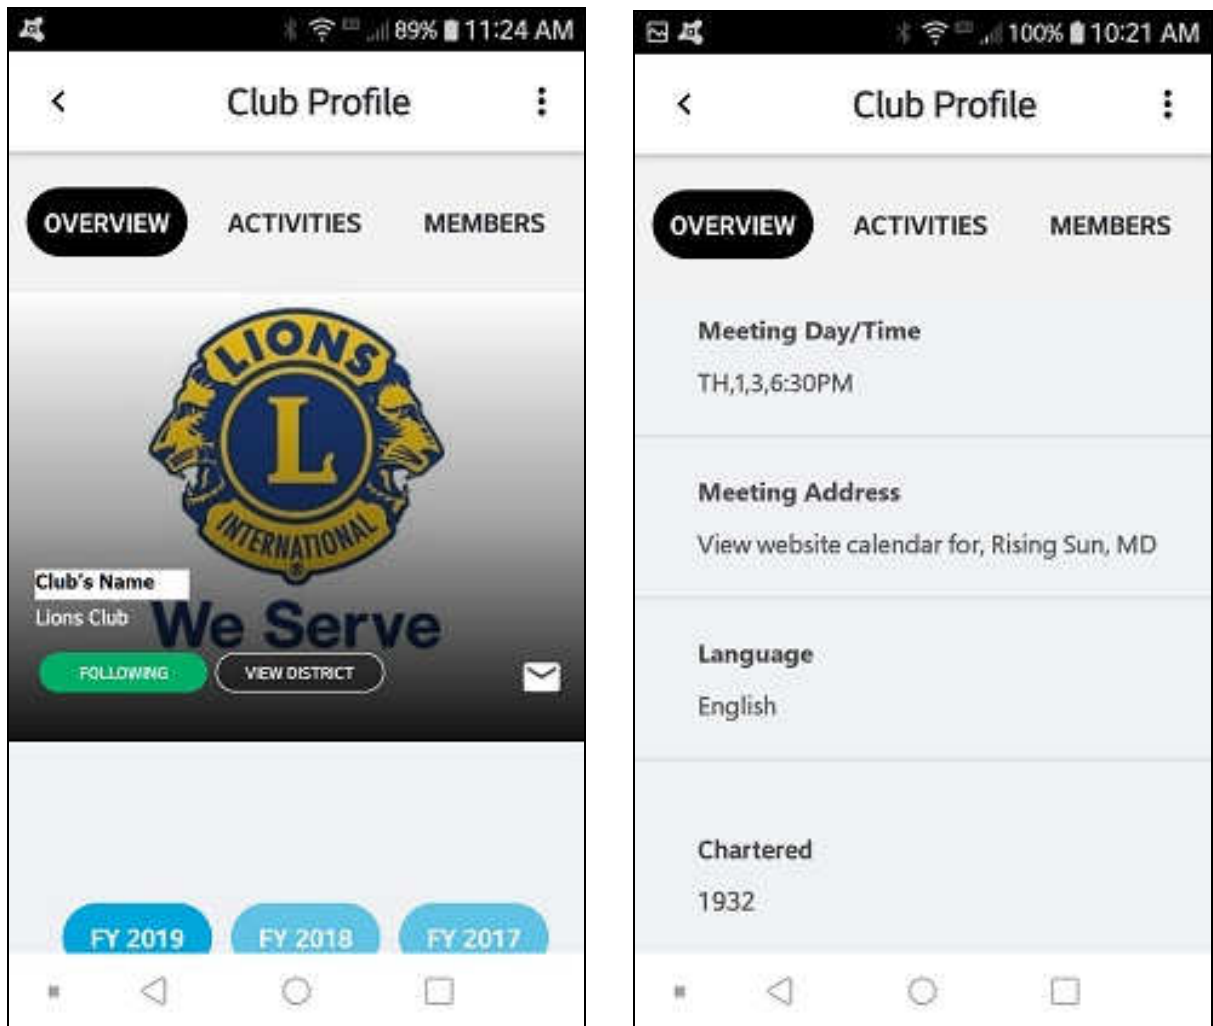 89% 11:24 AM
Club Profile
OVERVIEW ACTIVITIES MEMBERS
LIONS
L
INTERNATIONAL
®
Club's Name
Lions Club
We Serve
FOLLOWING VIEW DISTRICT
FY 2019 FY 2018 FY 2017
100% 10:21 AM
Club Profile
OVERVIEW ACTIVITIES MEMBERS
Meeting Day/Time
TH,1,3,6:30PM
Meeting Address
View website calendar for, Rising Sun, MD
Language
English
Chartered
1932